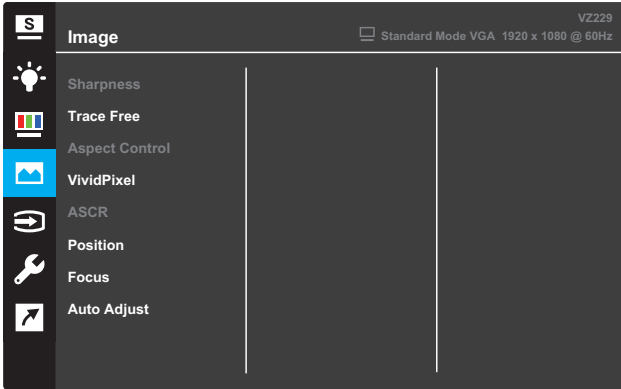 S
VZ229
Image
Standard Mode VGA 1920 x 1080 @ 60Hz
Sharpness
Trace Free
Aspect Control
VividPixel
ASCR
Position
Focus
Auto Adjust